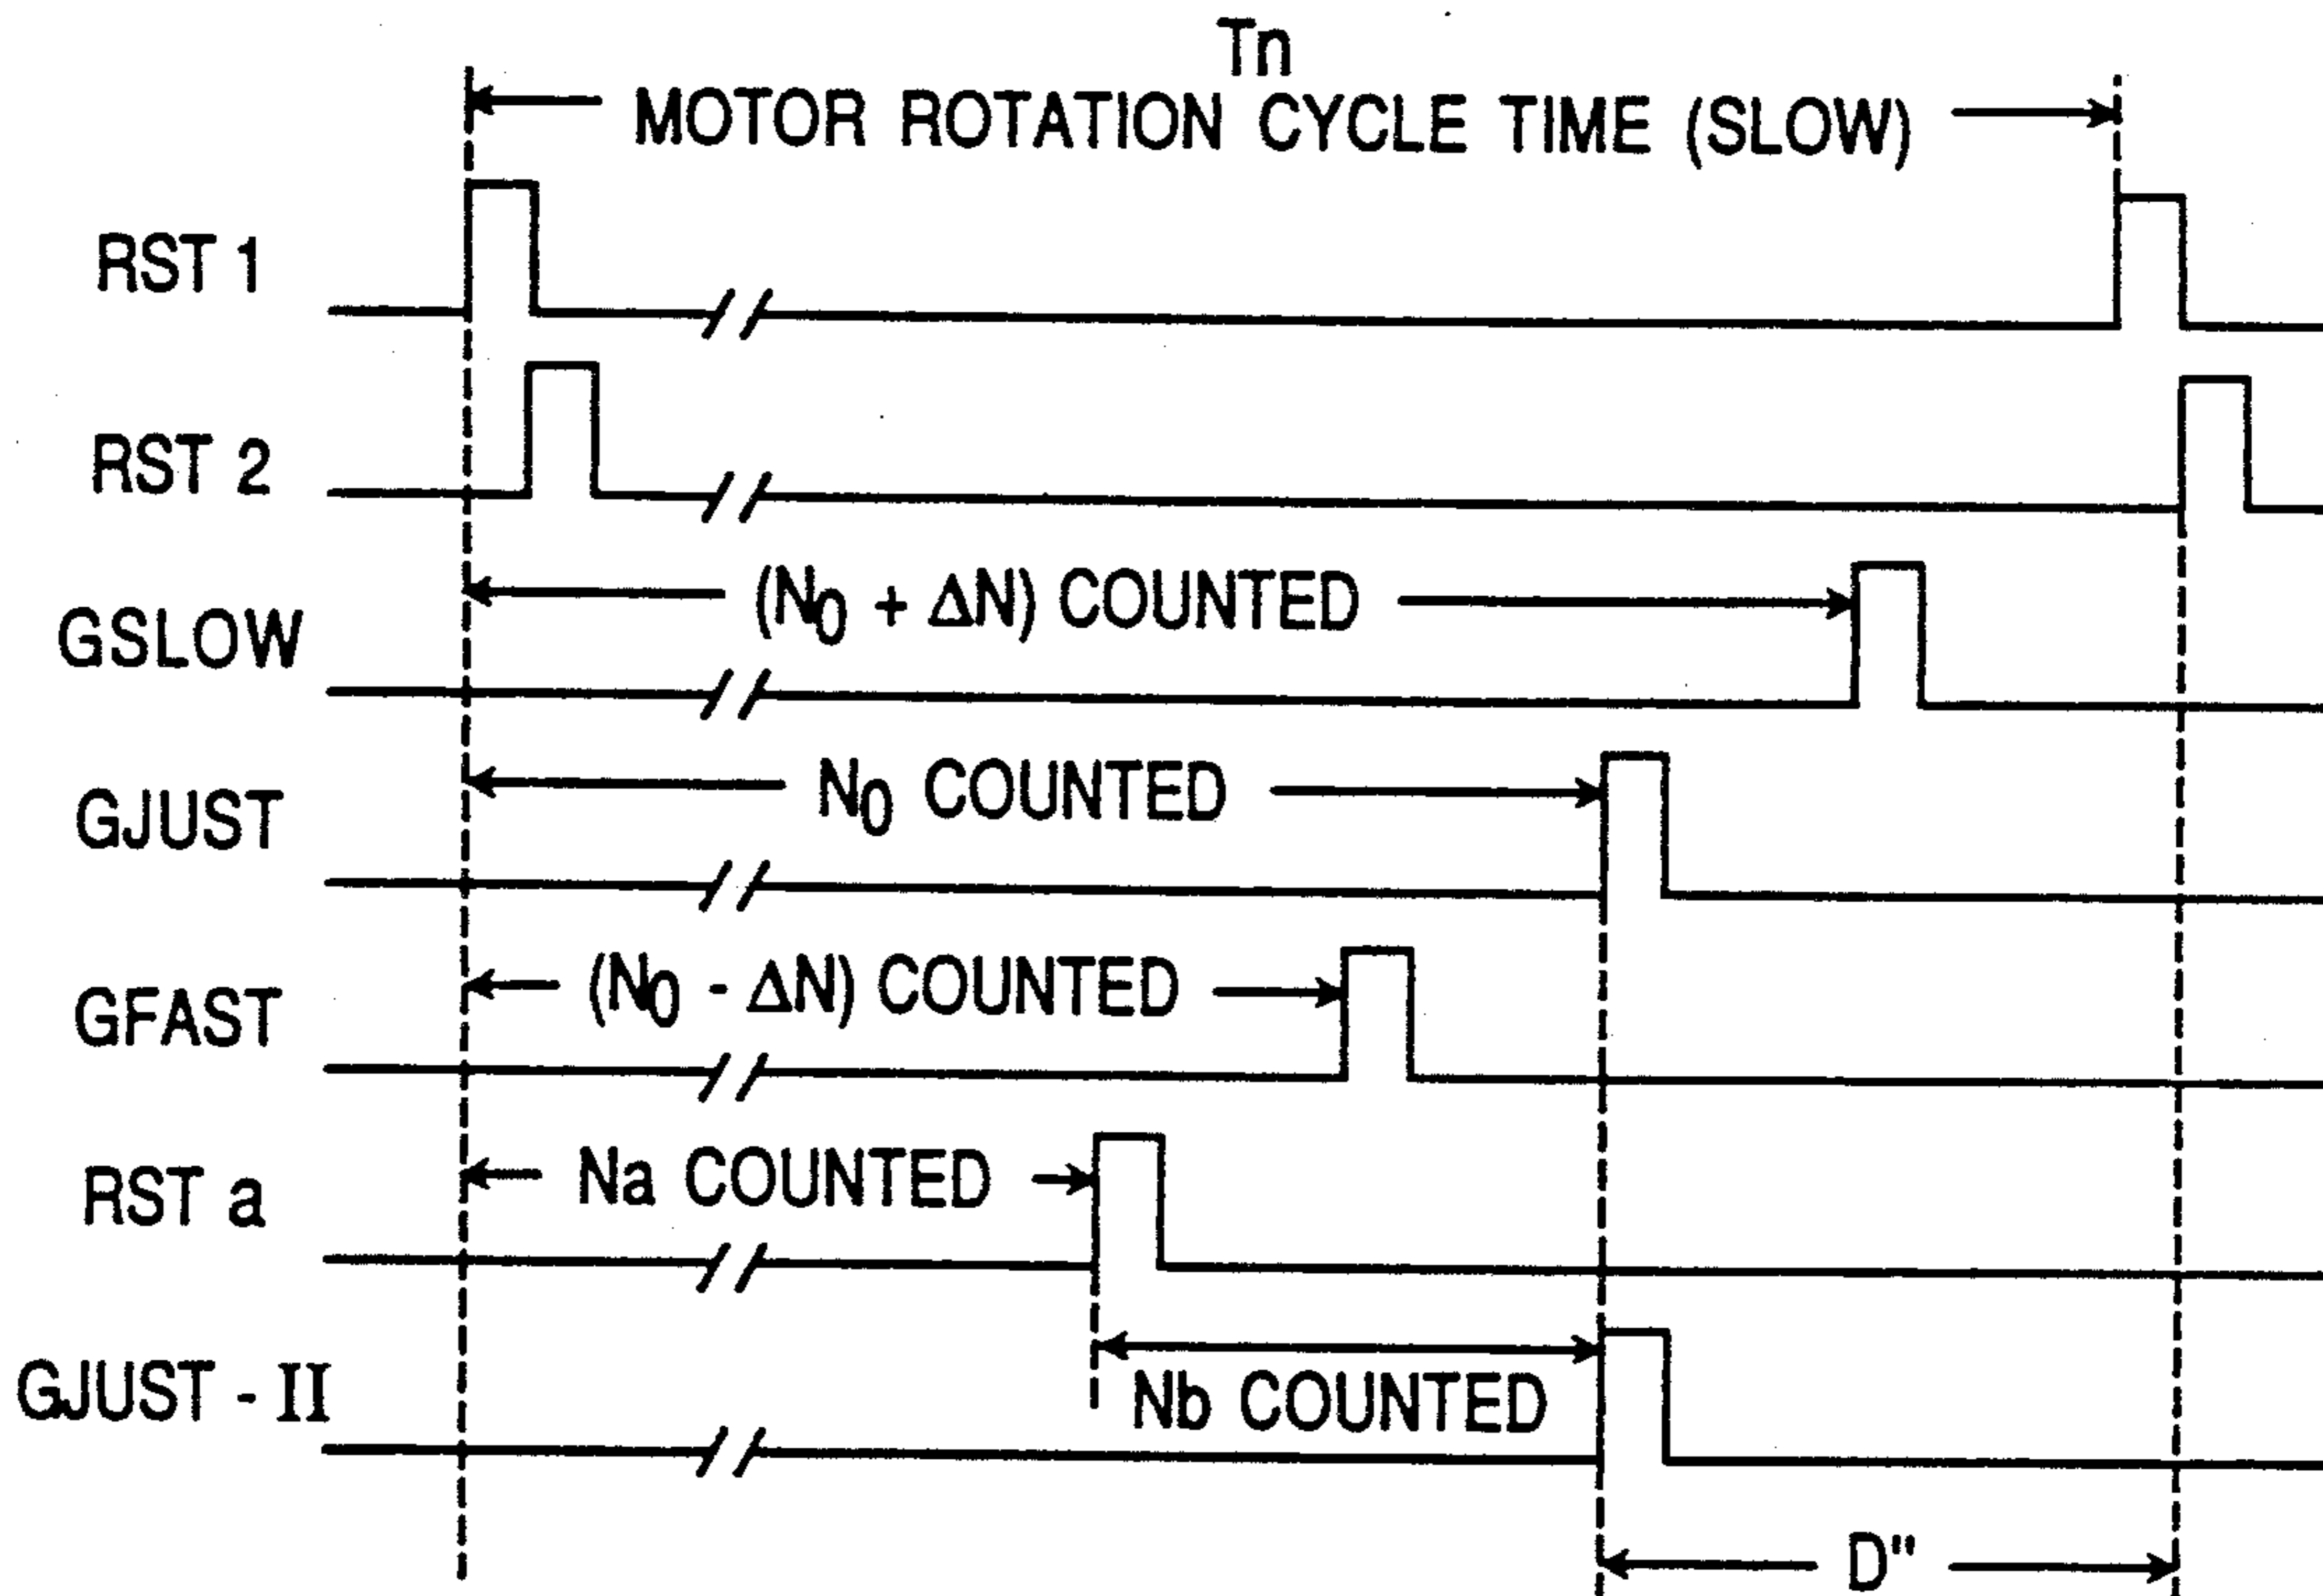 Tn
MOTOR ROTATION CYCLE TIME (SLOW)
RST 1
RST 2
(N0 + ΔN) COUNTED
GSLOW
N0 COUNTED
GJUST
(N0 - ΔN) COUNTED
GFAST
Na COUNTED
RST a
Nb COUNTED
GJUST - II
D"